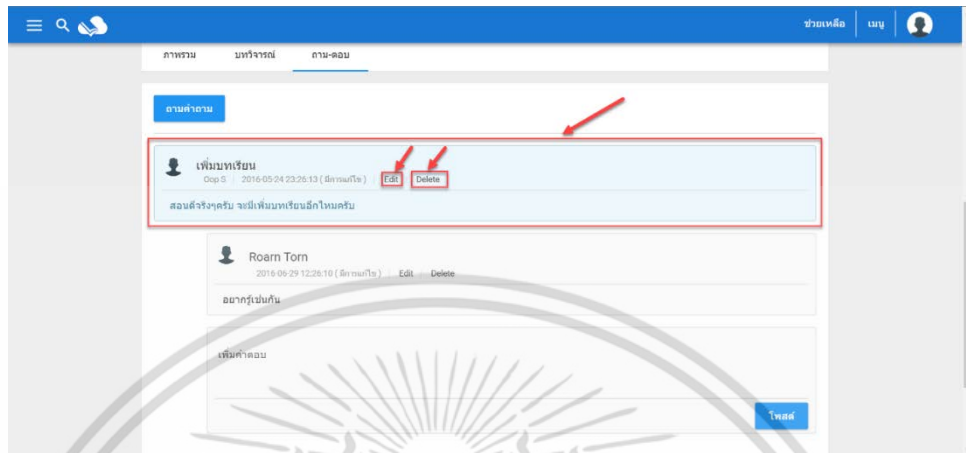 ช่วยเหลือ เมนู
ภาพรวม บทวิจารณ์ ถาม-ตอบ
ถามคำถาม
เพิ่มบทเรียน
Oop S 2016-05-24 23:26:13 ( มีการแก้ไข ) Edit Delete
สอนดีจริงๆครับ จะมีเพิ่มบทเรียนอีกไหมครับ
Roarn Torn
2016-06-29 12:26:10 ( มีการแก้ไข ) Edit Delete
อยากรู้เช่นกัน
เพิ่มคำตอบ
โพสต์